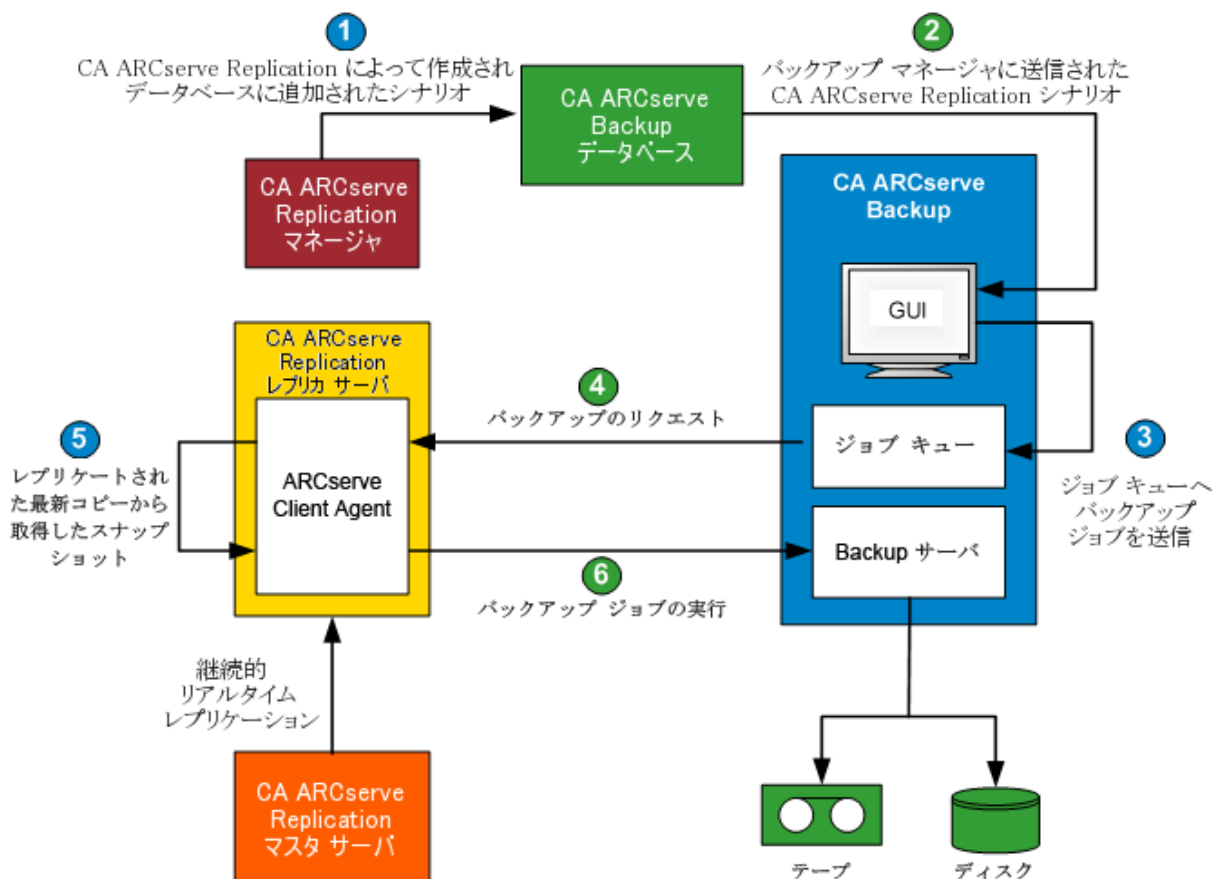 1
CA ARCserve Replication によって作成され
データベースに追加されたシナリオ
CA ARCserve
Backup
データベース
2
バックアップ マネージャに送信された
CA ARCserve Replication シナリオ
CA ARCserve
Replication
マネージャ
CA ARCserve
Backup
GUI
CA ARCserve
Replication
レプリカ サーバ
4
バックアップのリクエスト
ジョブ キュー
3
ジョブ キューへ
バックアップ
ジョブを送信
5
レプリケートされ
た最新コピーから
取得したスナップ
ショット
ARCserve
Client Agent
Backup サーバ
6
バックアップ ジョブの実行
継続的
リアルタイム
レプリケーション
CA ARCserve
Replication
マスタ サーバ
テープ
ディスク